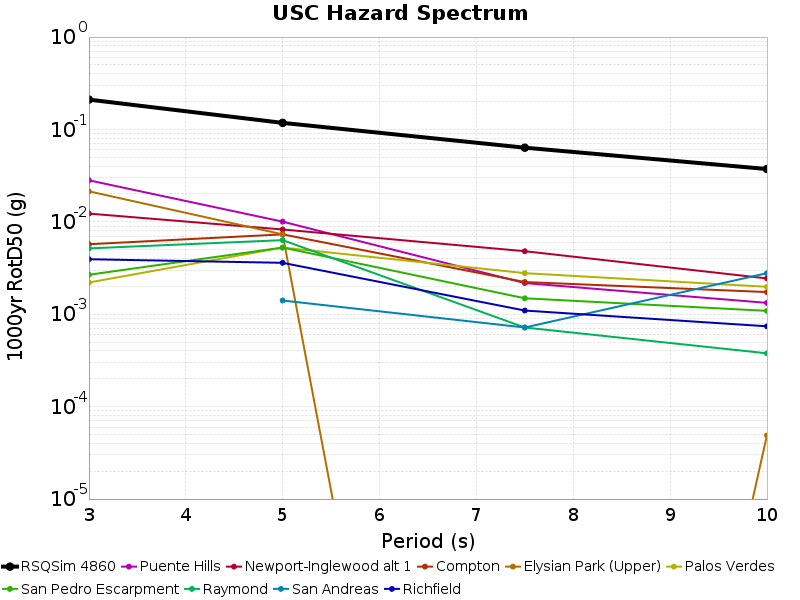 USC Hazard Spectrum
10^0
10^-1
10^-2
10^-3
10^-4
10^-5
1000yr RotD50 (g)
3 4 5 6 7 8 9 10
Period (s)
RSQSim 4860 Puente Hills Newport-Inglewood alt 1 Compton Elysian Park (Upper) Palos Verdes
San Pedro Escarpment Raymond San Andreas Richfield